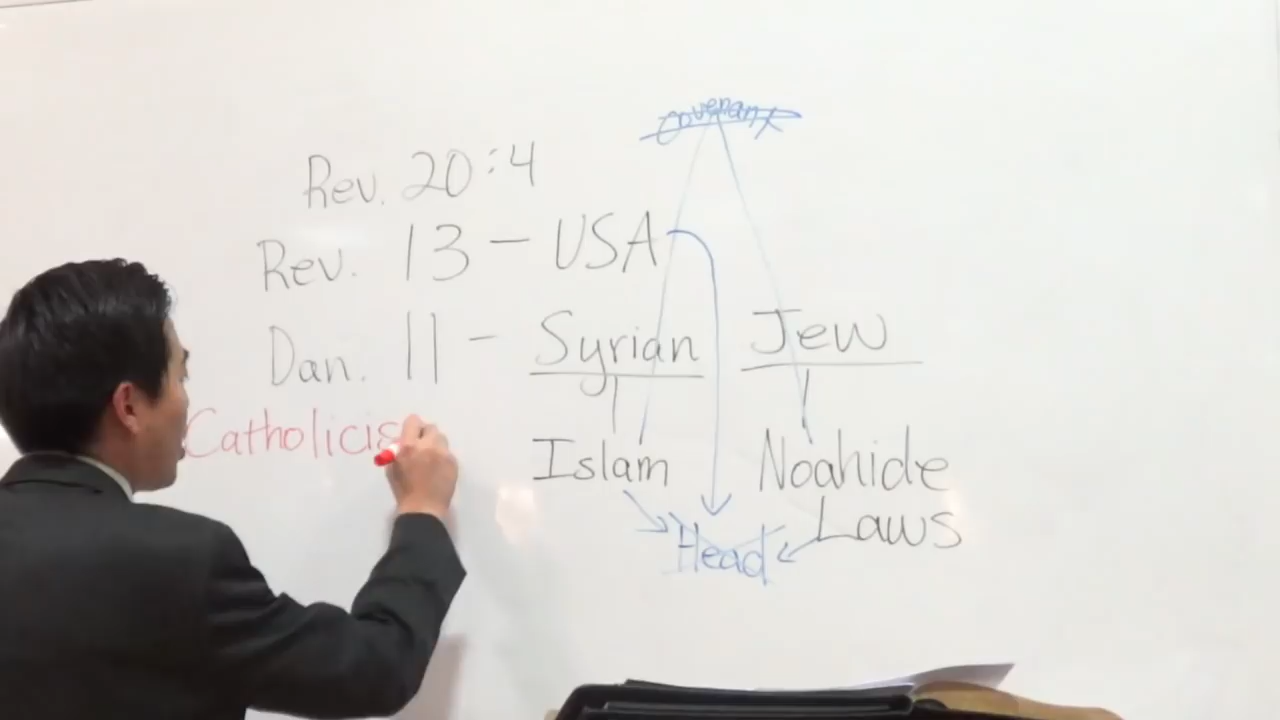 covenant
Rev. 20:4
Rev. 13 - USA
Dan. 11 - Syrian Jew
Catholicis
Islam Noahide
Laws
Head